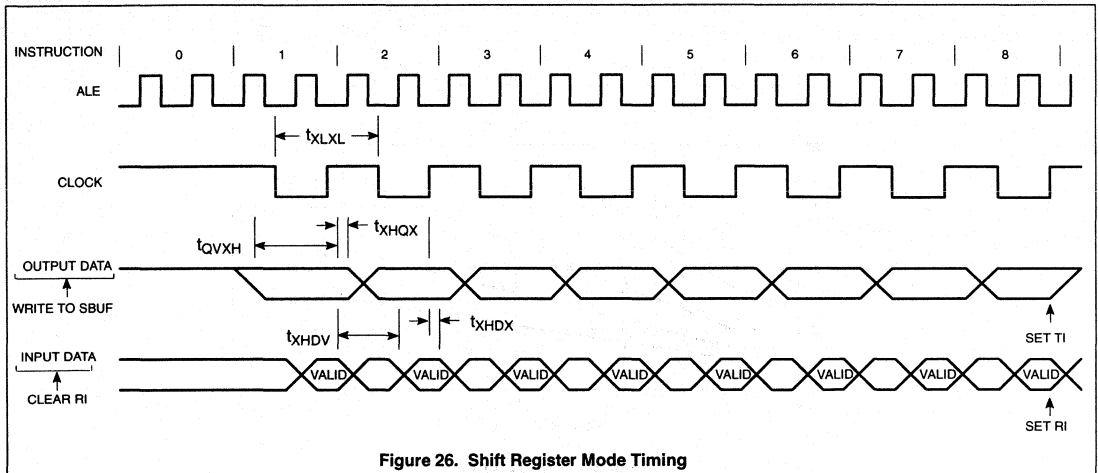 INSTRUCTION | 0 | 1 | 2 | 3 | 4 | 5 | 6 | 7 | 8 |
ALE
tXLXL
CLOCK
tQVXH
tXHQX
OUTPUT DATA
WRITE TO SBUF
SET TI
tXHDV
tXHDX
INPUT DATA
VALID VALID VALID VALID VALID VALID VALID VALID
CLEAR RI
SET RI
Figure 26. Shift Register Mode Timing